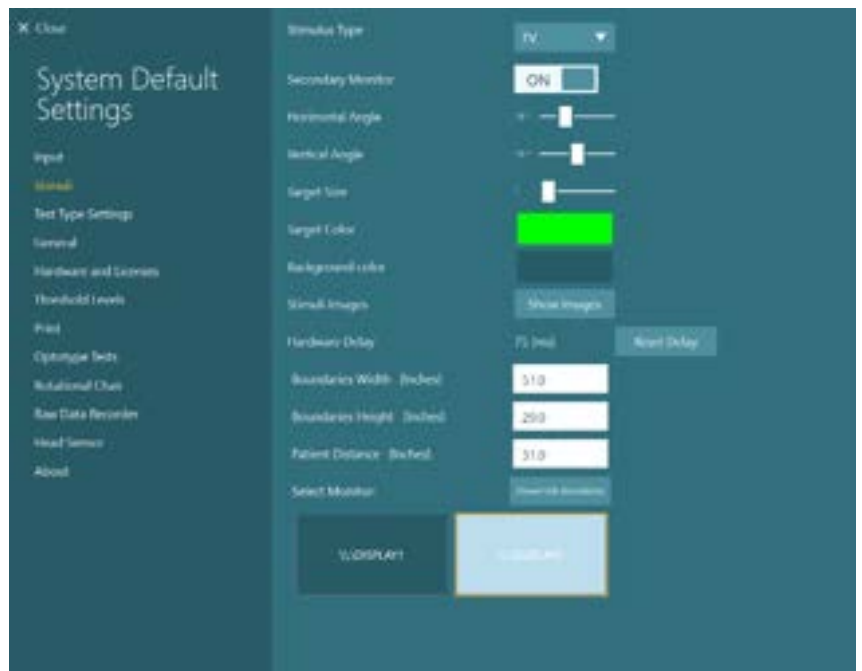 ✕ Close
System Default
Settings
Input
Stimuli
Test Type Settings
General
Hardware and Licenses
Threshold Levels
Print
Optotype Tests
Rotational Chair
Raw Data Recorder
Head Sensor
About
Stimulus Type
TV
Secondary Monitor
ON
Horizontal Angle
Vertical Angle
Target Size
Target Color
Background color
Stimuli Images
Show Images
Hardware Delay
75 (ms)
Reset Delay
Boundaries Width (Inches)
51.0
Boundaries Height (Inches)
29.0
Patient Distance (Inches)
51.0
Select Monitor
\\.\DISPLAY1